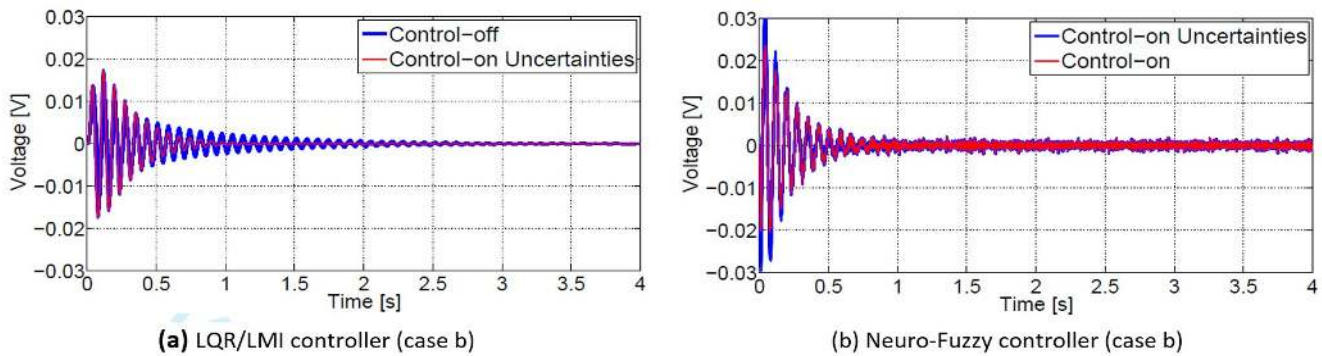 0.03
0.02
0.01
0
−0.01
−0.02
−0.03
Voltage [V]
Control−off
Control−on Uncertainties
0 0.5 1 1.5 2 2.5 3 3.5 4
Time [s]
(a) LQR/LMI controller (case b)
0.03
0.02
0.01
0
−0.01
−0.02
−0.03
Voltage [V]
Control−on Uncertainties
Control−on
0 0.5 1 1.5 2 2.5 3 3.5 4
Time [s]
(b) Neuro-Fuzzy controller (case b)